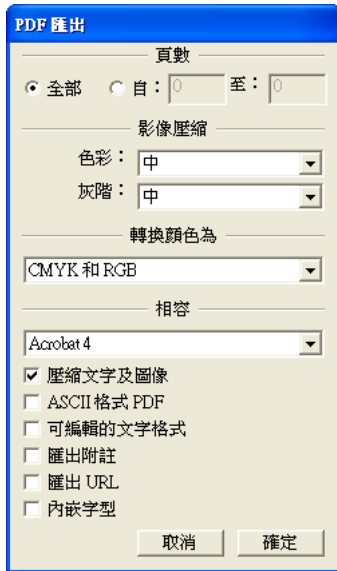 PDF 匯出
頁數
全部 自： 0 至： 0
影像壓縮
色彩： 中
灰階： 中
轉換顏色為
CMYK 和 RGB
相容
Acrobat 4
壓縮文字及圖像
ASCII 格式 PDF
可編輯的文字格式
匯出附註
匯出 URL
內嵌字型
取消 確定